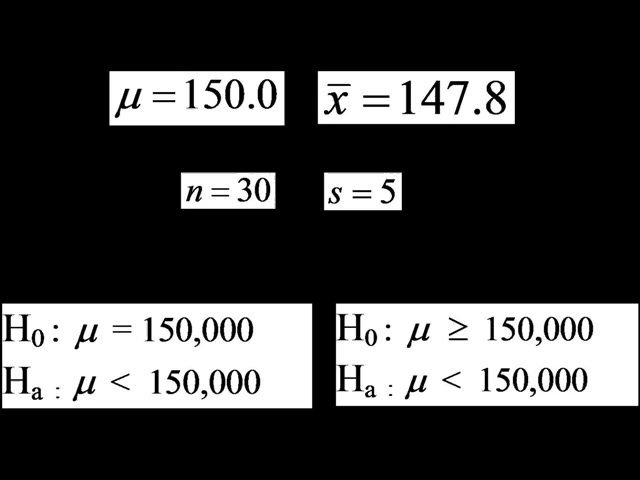 μ = 150.0
x̄ = 147.8
n = 30
s = 5
H₀ : μ = 150,000
Hₐ : μ < 150,000
H₀ : μ ≥ 150,000
Hₐ : μ < 150,000